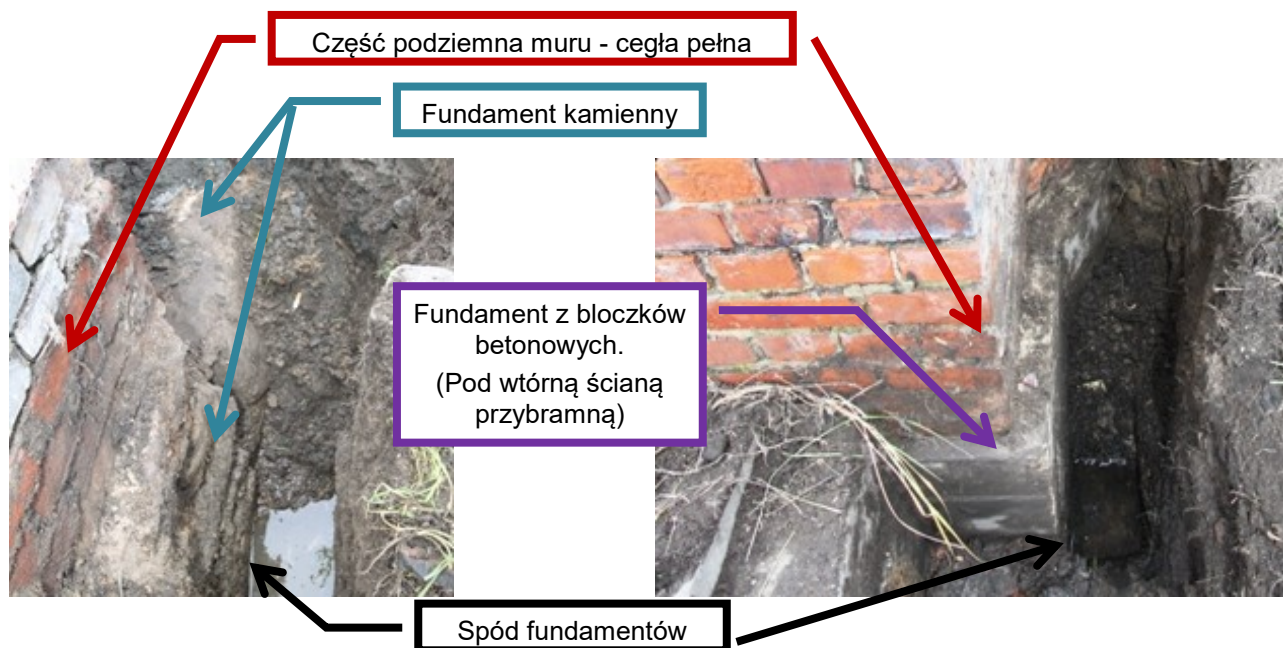 Część podziemna muru - cegła pełna
Fundament kamienny
Fundament z bloczków
betonowych.
(Pod wtórną ścianą
przybramną)
Spód fundamentów